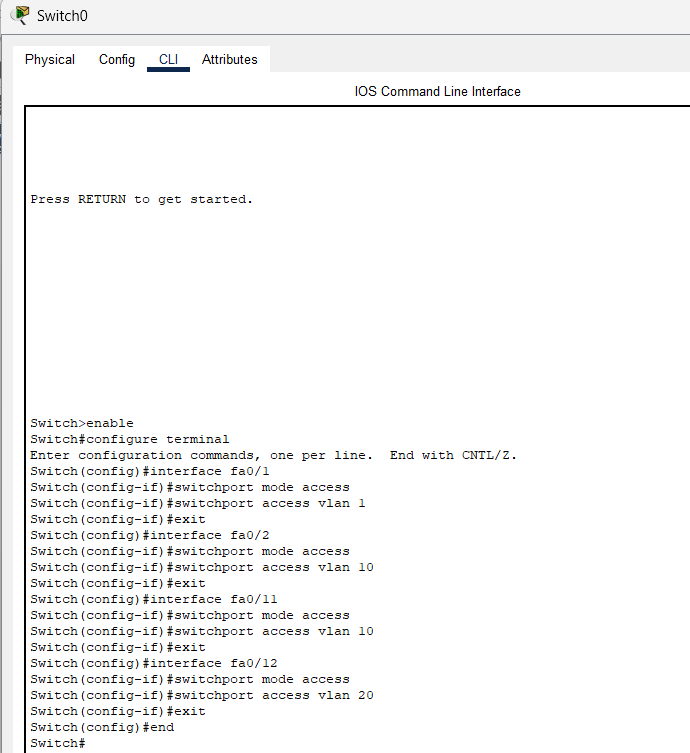 Switch0
Physical Config CLI Attributes
IOS Command Line Interface
Press RETURN to get started.
Switch>enable
Switch#configure terminal
Enter configuration commands, one per line.  End with CNTL/Z.
Switch(config)#interface fa0/1
Switch(config-if)#switchport mode access
Switch(config-if)#switchport access vlan 1
Switch(config-if)#exit
Switch(config)#interface fa0/2
Switch(config-if)#switchport mode access
Switch(config-if)#switchport access vlan 10
Switch(config-if)#exit
Switch(config)#interface fa0/11
Switch(config-if)#switchport mode access
Switch(config-if)#switchport access vlan 10
Switch(config-if)#exit
Switch(config)#interface fa0/12
Switch(config-if)#switchport mode access
Switch(config-if)#switchport access vlan 20
Switch(config-if)#exit
Switch(config)#end
Switch#